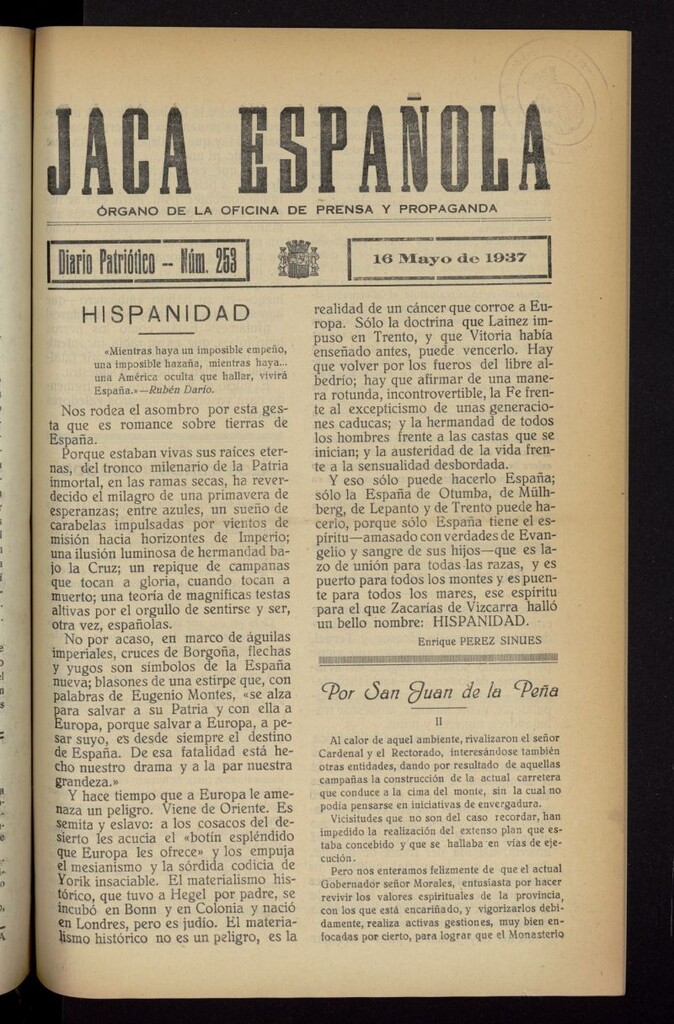 JACA ESPAÑOLA
ÓRGANO DE LA OFICINA DE PRENSA Y PROPAGANDA
Diario Patriótico -- Núm. 253
16 Mayo de 1937
HISPANIDAD
«Mientras haya un imposible empeño,
una imposible hazaña, mientras haya...
una América oculta que hallar, vivirá
España.»—Rubén Darío.
Nos rodea el asombro por esta ges-
ta que es romance sobre tierras de
España.
Porque estaban vivas sus raíces eter-
nas, del tronco milenario de la Patria
inmortal, en las ramas secas, ha rever-
decido el milagro de una primavera de
esperanzas; entre azules, un sueño de
carabelas impulsadas por vientos de
misión hacia horizontes de Imperio;
una ilusión luminosa de hermandad ba-
jo la Cruz; un repique de campanas
que tocan a gloria, cuando tocan a
muerto; una teoría de magníficas testas
altivas por el orgullo de sentirse y ser,
otra vez, españolas.
No por acaso, en marco de águilas
imperiales, cruces de Borgoña, flechas
y yugos son símbolos de la España
nueva; blasones de una estirpe que, con
palabras de Eugenio Montes, «se alza
para salvar a su Patria y con ella a
Europa, porque salvar a Europa, a pe-
sar suyo, es desde siempre el destino
de España. De esa fatalidad está he-
cho nuestro drama y a la par nuestra
grandeza.»
Y hace tiempo que a Europa le ame-
naza un peligro. Viene de Oriente. Es
semita y eslavo: a los cosacos del de-
sierto les acucia el «botín espléndido
que Europa les ofrece» y los empuja
el mesianismo y la sórdida codicia de
Yorik insaciable. El materialismo his-
tórico, que tuvo a Hegel por padre, se
incubó en Bonn y en Colonia y nació
en Londres, pero es judío. El materia-
lismo histórico no es un peligro, es la
realidad de un cáncer que corroe a Eu-
ropa. Sólo la doctrina que Lainez im-
puso en Trento, y que Vitoria había
enseñado antes, puede vencerlo. Hay
que volver por los fueros del libre al-
bedrio; hay que afirmar de una mane-
ra rotunda, incontrovertible, la Fe fren-
te al excepticismo de unas generacio-
nes caducas; y la hermandad de todos
los hombres frente a las castas que se
inician; y la austeridad de la vida fren-
te a la sensualidad desbordada.
Y eso sólo puede hacerlo España;
sólo la España de Otumba, de Mülh-
berg, de Lepanto y de Trento puede ha-
cerlo, porque sólo España tiene el es-
píritu—amasado con verdades de Evan-
gelio y sangre de sus hijos—que es la-
zo de unión para todas las razas, y es
puerto para todos los montes y es puen-
te para todos los mares, ese espíritu
para el que Zacarías de Vizcarra halló
un bello nombre: HISPANIDAD.
Enrique PEREZ SINUES
Por San Juan de la Peña
II
Al calor de aquel ambiente, rivalizaron el señor
Cardenal y el Rectorado, interesándose también
otras entidades, dando por resultado de aquellas
campañas la construcción de la actual carretera
que conduce a la cima del monte, sin la cual no
podía pensarse en iniciativas de envergadura.
Vicisitudes que no son del caso recordar, han
impedido la realización del extenso plan que es-
taba concebido y que se hallaba en vías de eje-
cución.
Pero nos enteramos felizmente de que el actual
Gobernador señor Morales, entusiasta por hacer
revivir los valores espirituales de la provincia,
con los que está encariñado, y vigorizarlos debi-
damente, realiza activas gestiones, muy bien en-
focadas por cierto, para lograr que el Monasterio